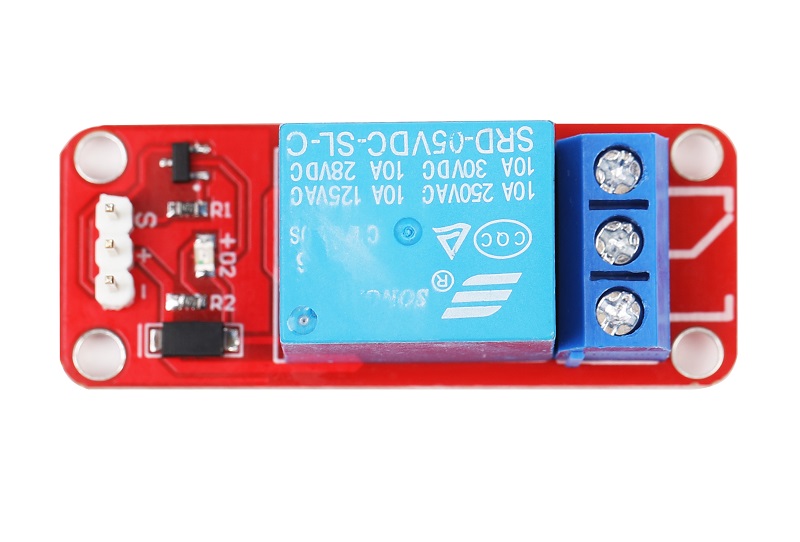 SRD-05VDC-SL-C
10A 30VDC 10A 28VDC
10A 250VAC 10A 125VAC
CQC
®
S
+
-
R1
+
D2
R2